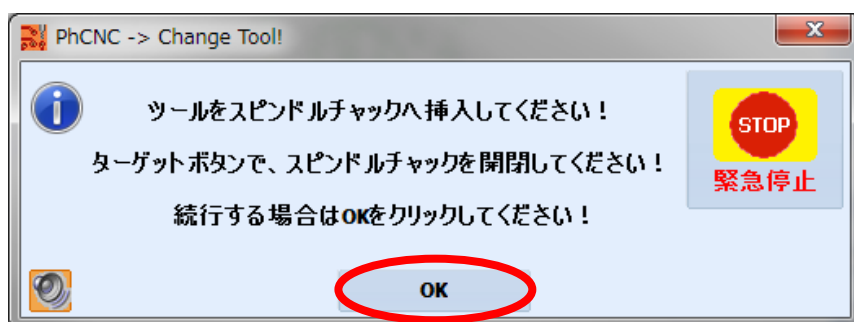 PhCNC -> Change Tool!
ツールをスピンドルチャックへ挿入してください！
ターゲットボタンで、スピンドルチャックを開閉してください！
続行する場合はOKをクリックしてください！
STOP
緊急停止
OK